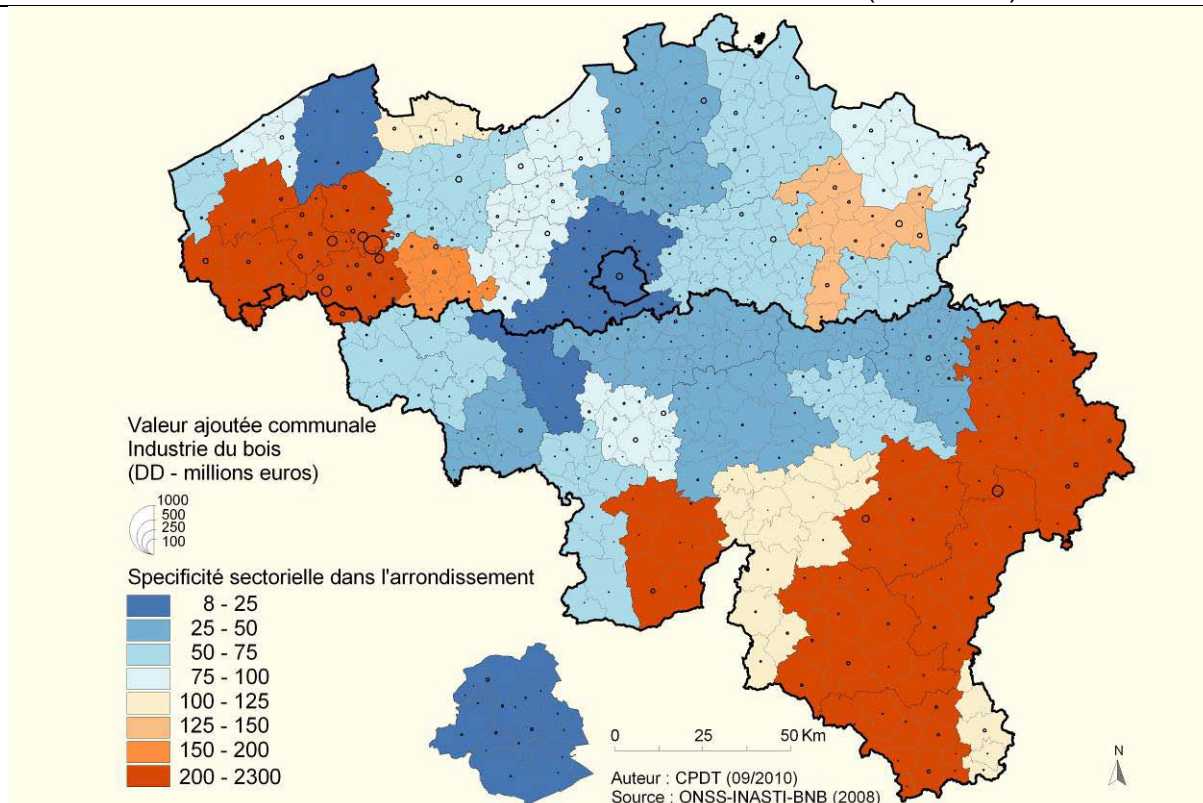 Valeur ajoutée communale
Industrie du bois
(DD - millions euros)
1000
500
250
100
Specificité sectorielle dans l'arrondissement
8 - 25
25 - 50
50 - 75
75 - 100
100 - 125
125 - 150
150 - 200
200 - 2300
0 25 50 Km
Auteur : CPDT (09/2010)
Source : ONSS-INASTI-BNB (2008)
N